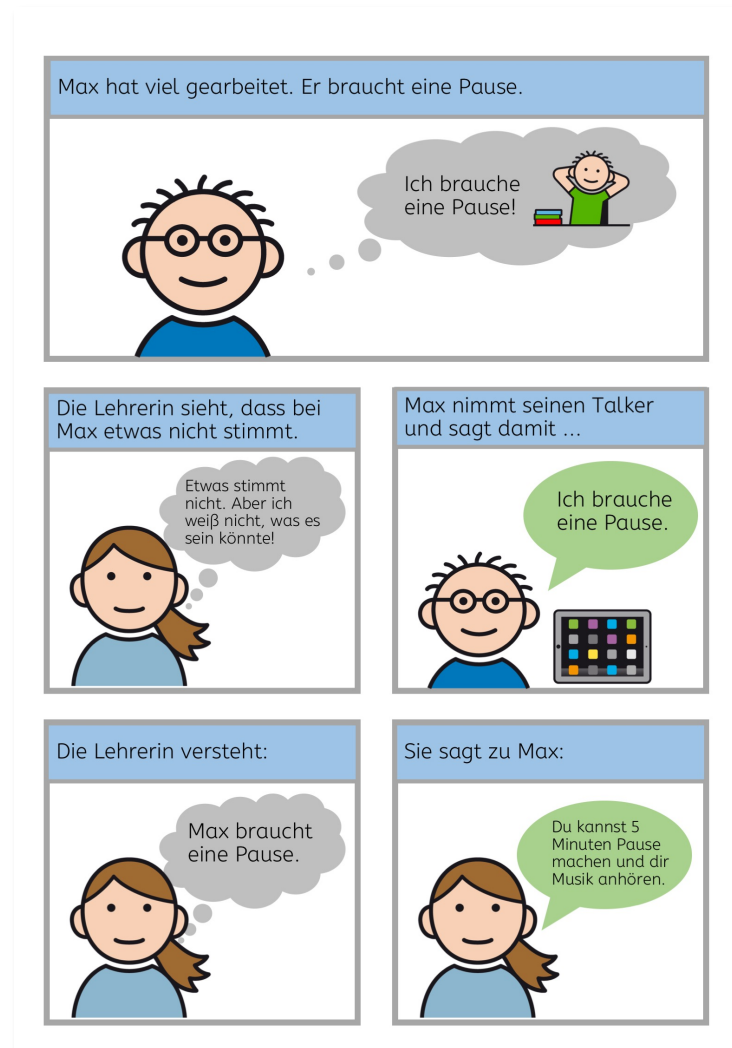 Max hat viel gearbeitet. Er braucht eine Pause.
Ich brauche
eine Pause!
Die Lehrerin sieht, dass bei
Max etwas nicht stimmt.
Etwas stimmt
nicht. Aber ich
weiß nicht, was es
sein könnte!
Max nimmt seinen Talker
und sagt damit ...
Ich brauche
eine Pause.
Die Lehrerin versteht:
Max braucht
eine Pause.
Sie sagt zu Max:
Du kannst 5
Minuten Pause
machen und dir
Musik anhören.